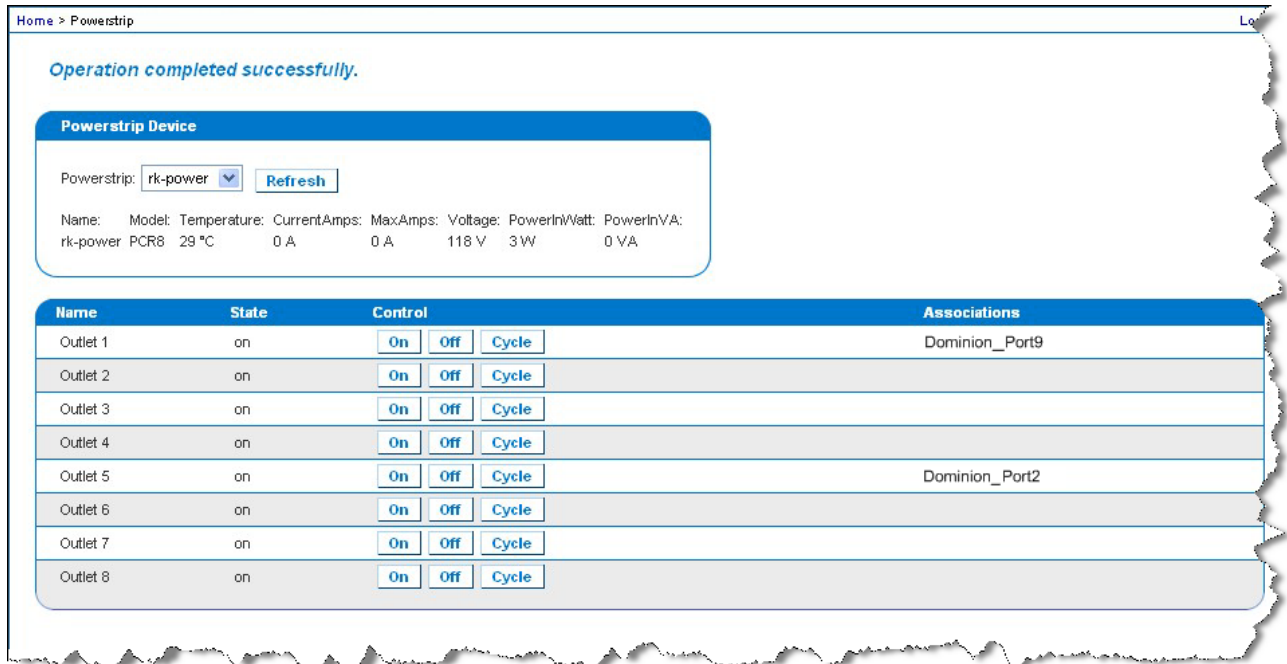 Home > Powerstrip
Operation completed successfully.
Powerstrip Device
Powerstrip: rk-power Refresh
Name: Model: Temperature: CurrentAmps: MaxAmps: Voltage: PowerInWatt: PowerInVA:
rk-power PCR8 29 °C 0 A 0 A 118 V 3 W 0 VA
Name State Control Associations
Outlet 1 on On Off Cycle Dominion_Port9
Outlet 2 on On Off Cycle
Outlet 3 on On Off Cycle
Outlet 4 on On Off Cycle
Outlet 5 on On Off Cycle Dominion_Port2
Outlet 6 on On Off Cycle
Outlet 7 on On Off Cycle
Outlet 8 on On Off Cycle